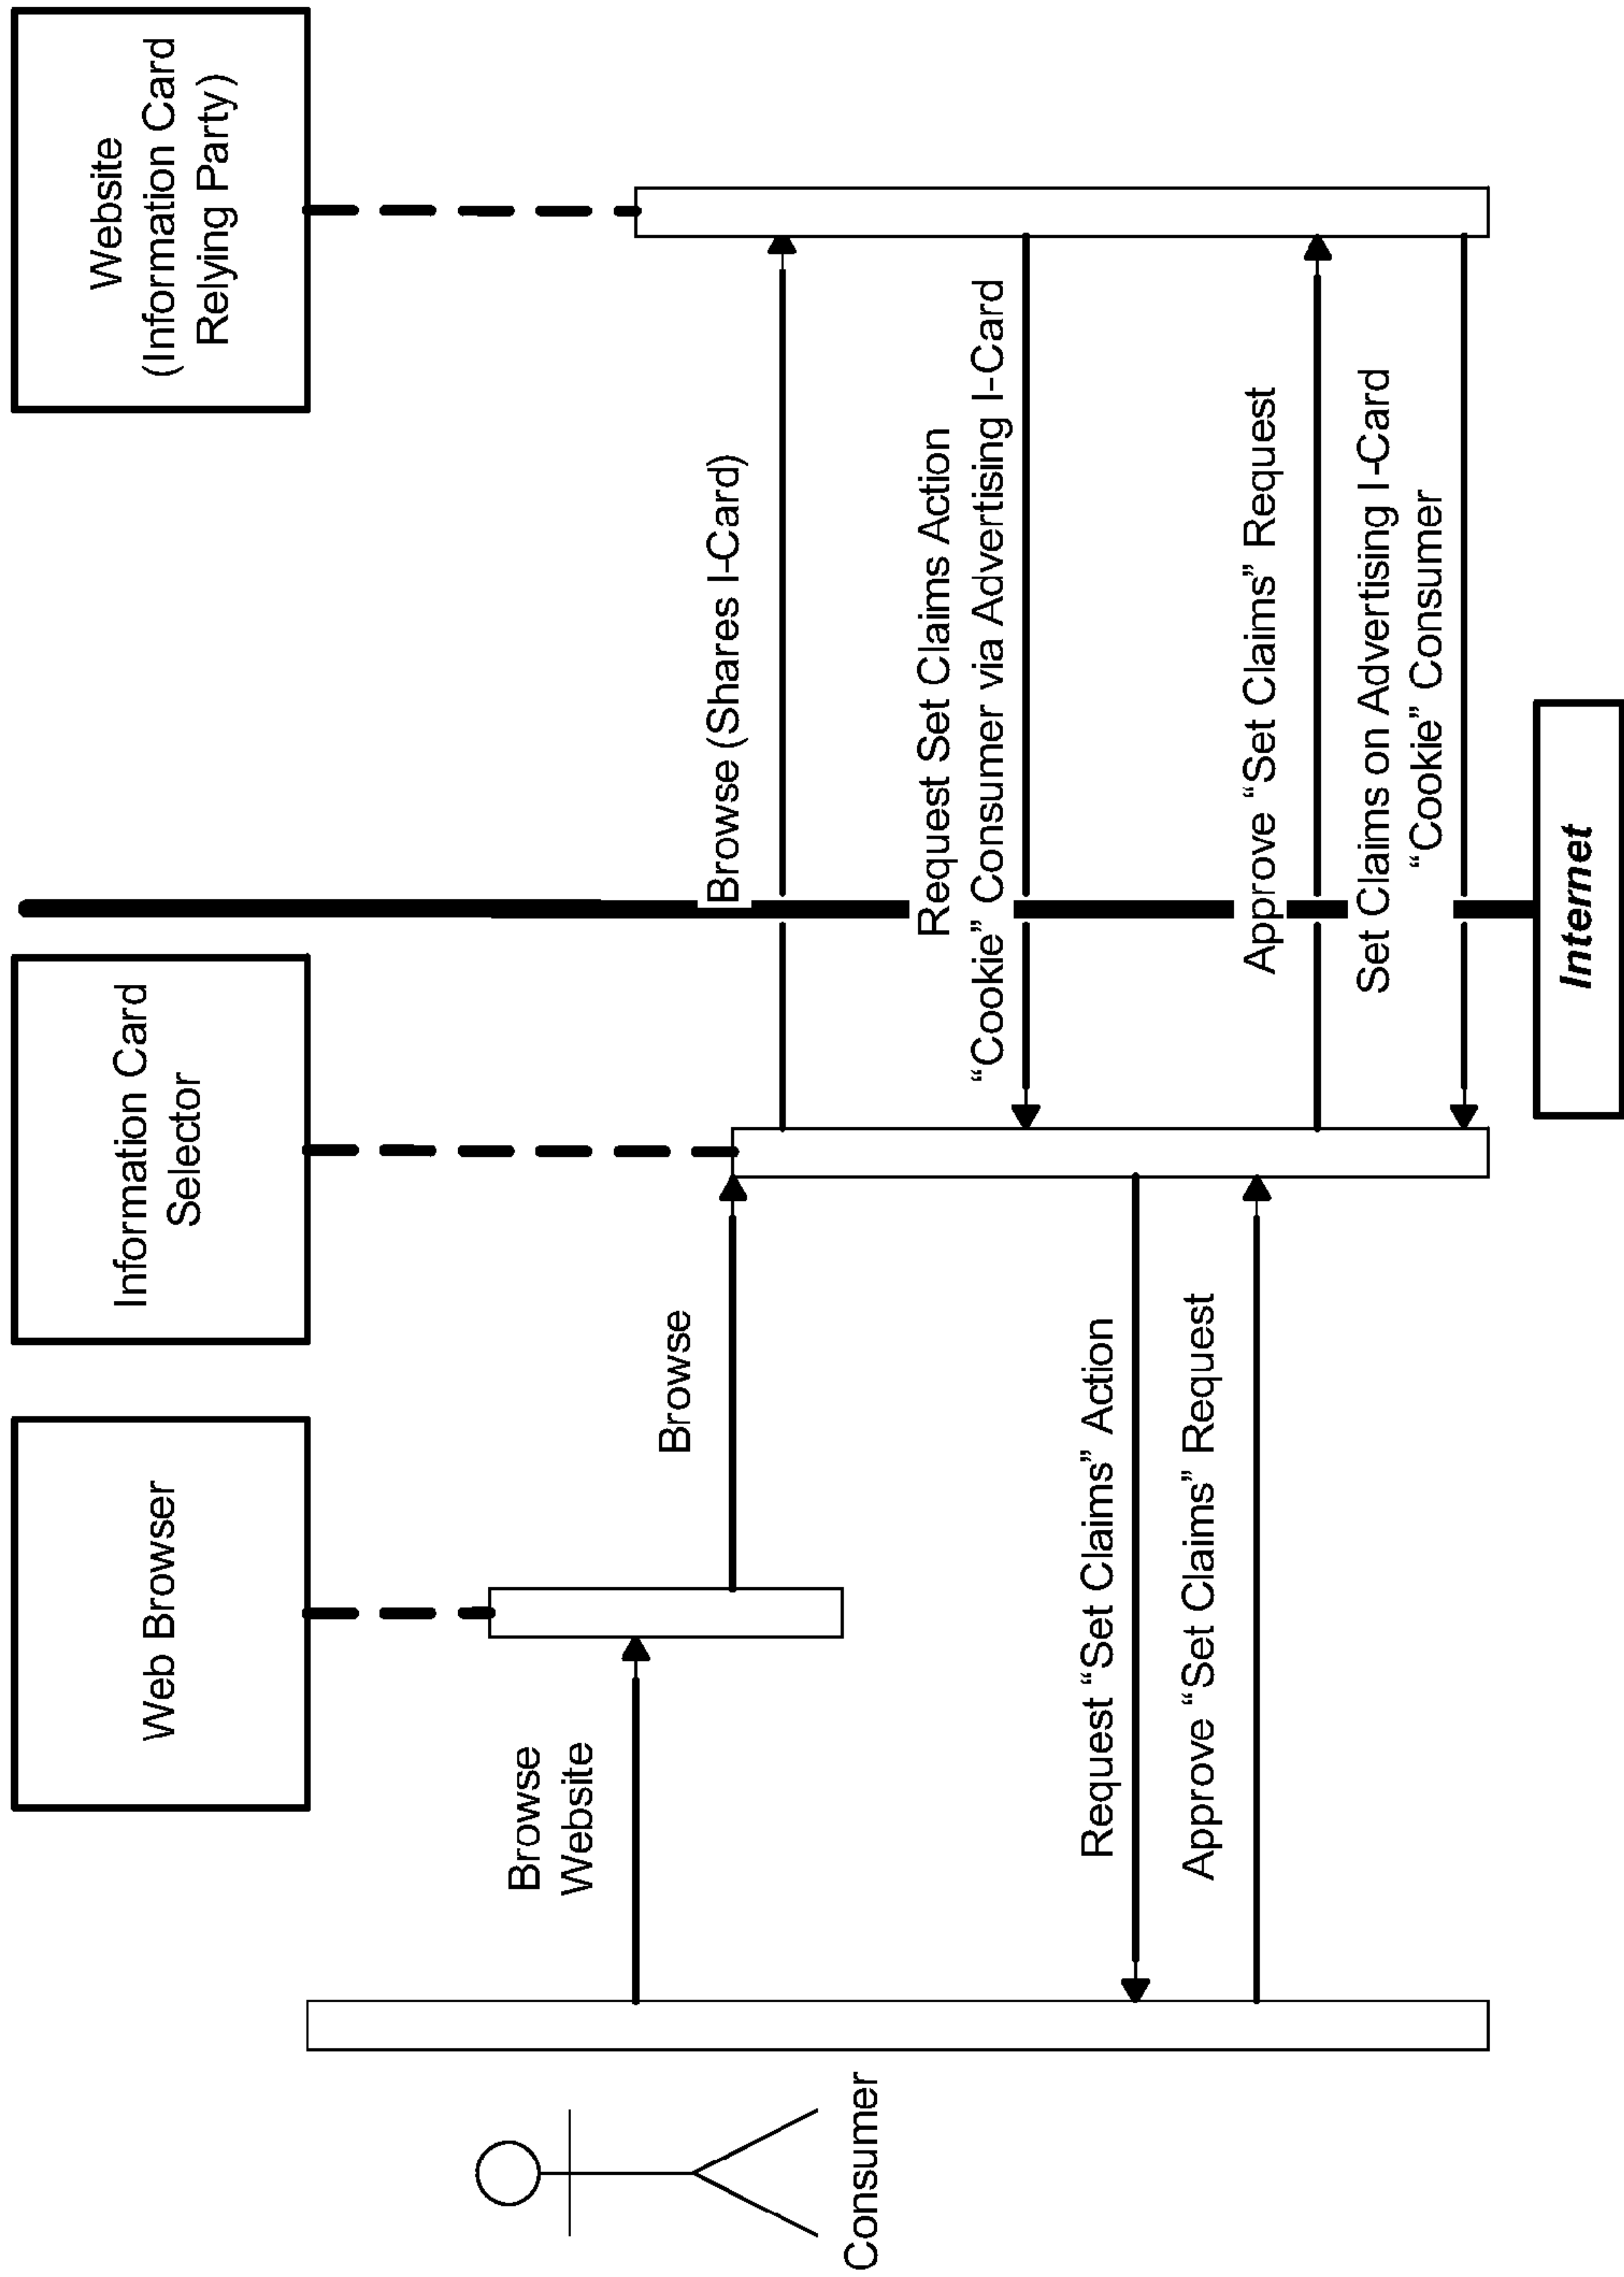 Web Browser
Information Card
Selector
Website
(Information Card
Relying Party)
Consumer
Browse
Website
Browse
Browse (Shares I-Card)
Request Set Claims Action
“Cookie” Consumer via Advertising I-Card
Request “Set Claims” Action
Approve “Set Claims” Request
Approve “Set Claims” Request
Set Claims on Advertising I-Card
“Cookie” Consumer
Internet